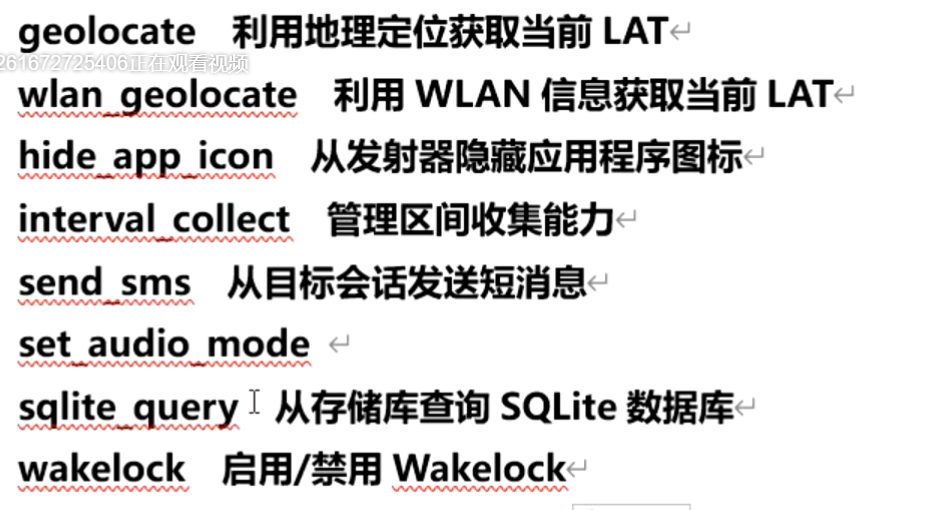 geolocate 利用地理定位获取当前 LAT↵
261672725406正在观看视频
wlan_geolocate 利用 WLAN 信息获取当前 LAT↵
hide_app_icon 从发射器隐藏应用程序图标↵
interval_collect 管理区间收集能力↵
send_sms 从目标会话发送短消息↵
set_audio_mode ↵
sqlite_query 从存储库查询 SQLite 数据库↵
wakelock 启用/禁用 Wakelock↵